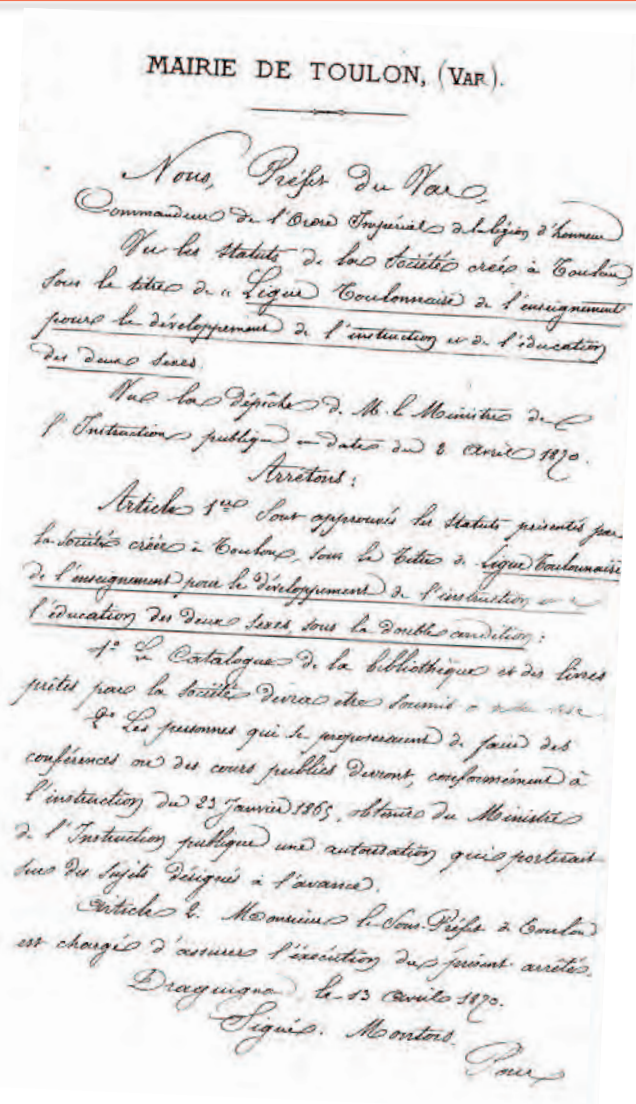 MAIRIE DE TOULON, (VAR).
Nous, Préfet du Var,
Commandeur de l'Ordre Impérial de la légion d'honneur
Vu les statuts de la Société créée à Toulon,
sous le titre de « Ligue Toulonnaise de l'enseignement
pour le développement de l'instruction et de l'éducation
des deux sexes.
Vu la dépêche d. M. le Ministre de
l'Instruction publique en date du 2 avril 1870.
Arrêtons :
Article 1er Sont approuvés les statuts présentés par
la Société créée à Toulon, sous le titre de Ligue Toulonnaise
de l'enseignement pour le développement de l'instruction et de
l'éducation des deux sexes, sous la double condition :
1° Le Catalogue de la bibliothèque et des livres
prêtés par la Société devra être soumis à
2° Les personnes qui se proposeraient de faire des
conférences ou des cours publics devront, conformément à
l'instruction du 23 Janvier 1865, obtenir du Ministre
de l'Instruction publique une autorisation qui porterait
sur des sujets désignés à l'avance.
Article 2. Monsieur le Sous-Préfet de Toulon
est chargé d'assurer l'éxécution du présent arrêté.
Draguignan, le 13 avril 1870.
Signé. Montois.
Pour